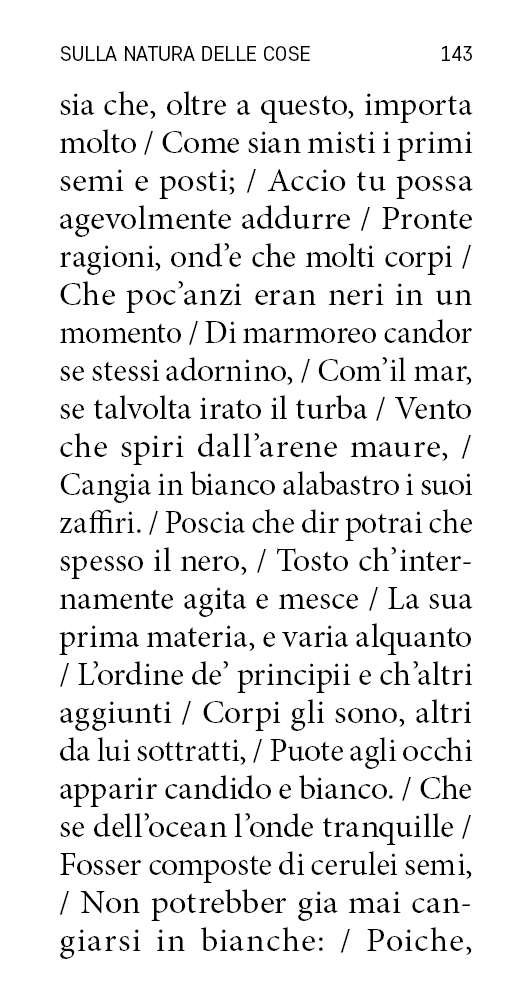 SULLA NATURA DELLE COSE 143
sia che, oltre a questo, importa
molto / Come sian misti i primi
semi e posti; / Accio tu possa
agevolmente addurre / Pronte
ragioni, ond’e che molti corpi /
Che poc’anzi eran neri in un
momento / Di marmoreo candor
se stessi adornino, / Com’il mar,
se talvolta irato il turba / Vento
che spiri dall’arene maure, /
Cangia in bianco alabastro i suoi
zaffiri. / Poscia che dir potrai che
spesso il nero, / Tosto ch’inter-
namente agita e mesce / La sua
prima materia, e varia alquanto
/ L’ordine de’ principii e ch’altri
aggiunti / Corpi gli sono, altri
da lui sottratti, / Puote agli occhi
apparir candido e bianco. / Che
se dell’ocean l’onde tranquille /
Fosser composte di cerulei semi,
/ Non potrebber gia mai can-
giarsi in bianche: / Poiche,